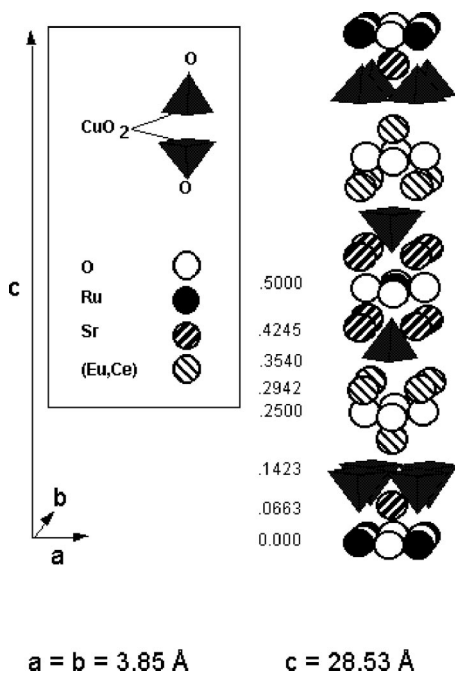 O
CuO2
O
c
O
Ru
Sr
(Eu,Ce)
.5000
.4245
.3540
.2942
.2500
.1423
.0663
0.000
b
a
a = b = 3.85 Å
c = 28.53 Å